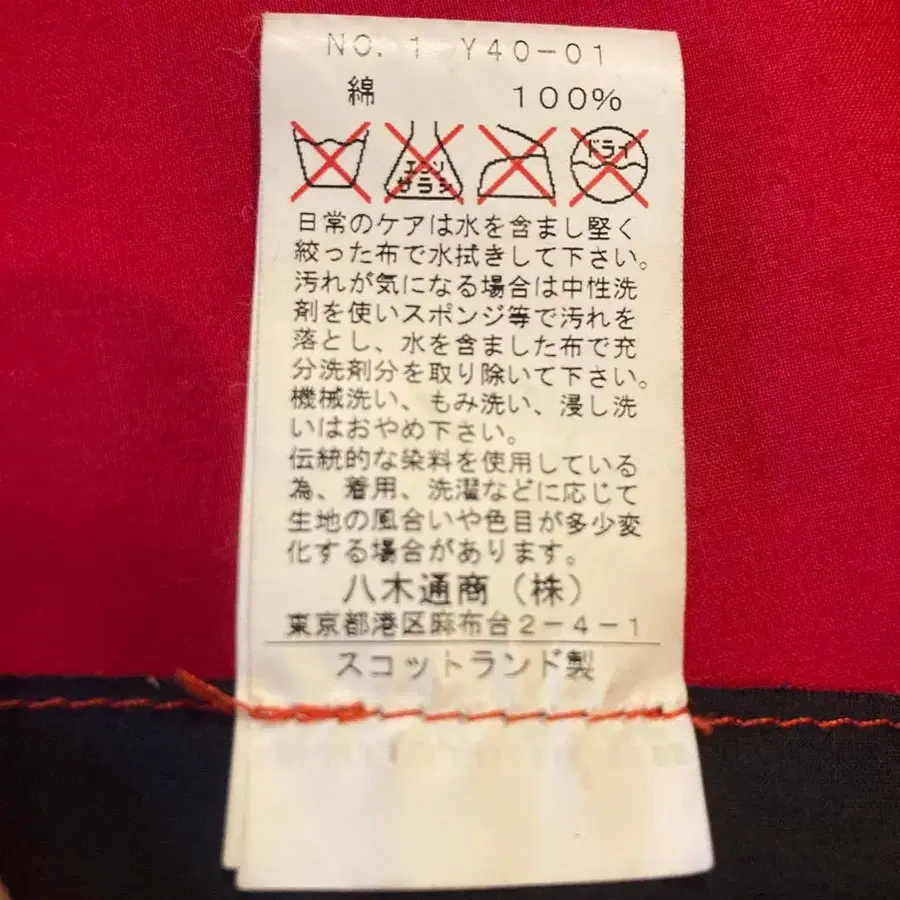 NO. 1 Y40-01
綿 100%
エンソ
サラシ
ドライ
日常のケアは水を含まし堅く
絞った布で水拭きして下さい。
汚れが気になる場合は中性洗
剤を使いスポンジ等で汚れを
落とし、水を含ました布で充
分洗剤分を取り除いて下さい。
機械洗い、もみ洗い、浸し洗
いはおやめ下さい。
伝統的な染料を使用している
為、着用、洗濯などに応じて
生地の風合いや色目が多少変
化する場合があります。
八木通商（株）
東京都港区麻布台2-4-1
スコットランド製